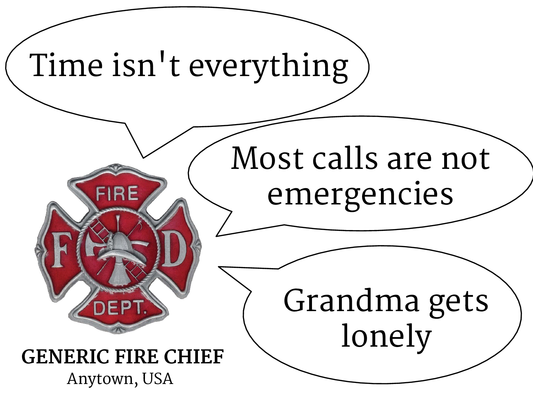 Time isn't everything
Most calls are not
emergencies
Grandma gets
lonely
FIRE
F D
DEPT.
GENERIC FIRE CHIEF
Anytown, USA